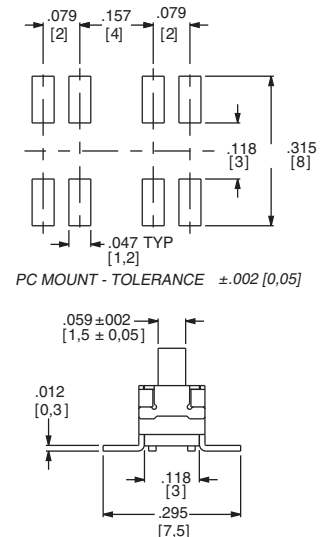 .079 .157 .079
[2] [4] [2]
.118 .315
[3] [8]
.047 TYP
[1,2]
PC MOUNT - TOLERANCE ±.002 [0,05]
.059 ±002
[1,5 ± 0,05]
.012
[0,3]
.118
[3]
.295
[7,5]